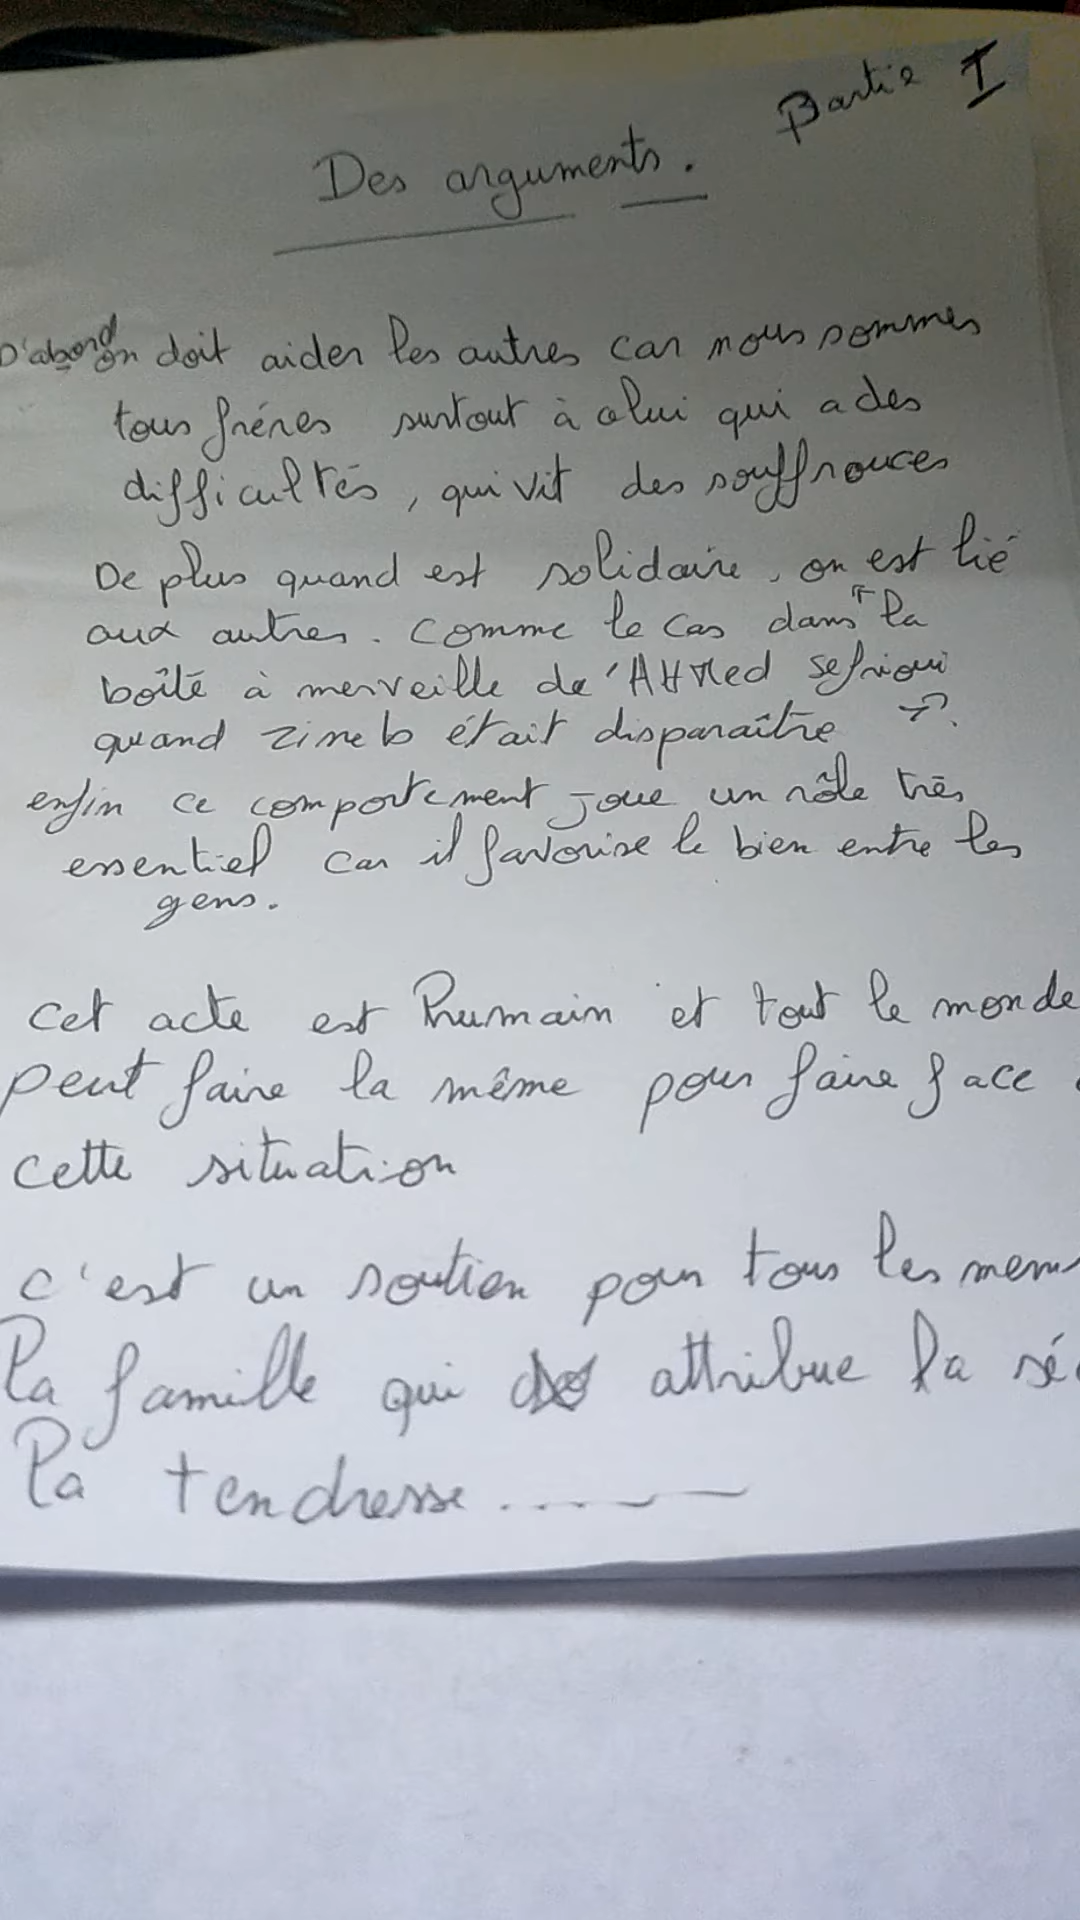 Partie I
Des arguments.
D'abord on doit aider les autres car nous sommes
tous fréres surtout à celui qui a des
difficultés, qui vit des souffrances
De plus quand est solidaire, on est lié
aux autres. Comme le cas dans "la
boîte à merveille de 'AHMed Sefrioui
quand zineb était disparaître ".
enfin ce comportement joue un rôle très
essentiel car il favorise le bien entre les
gens.
Cet acte est humain et tout le monde
peut faire la même pour faire face
cette situation
C'est un soutien pour tous les mem
la famille qui attribue la sé
la tendresse....